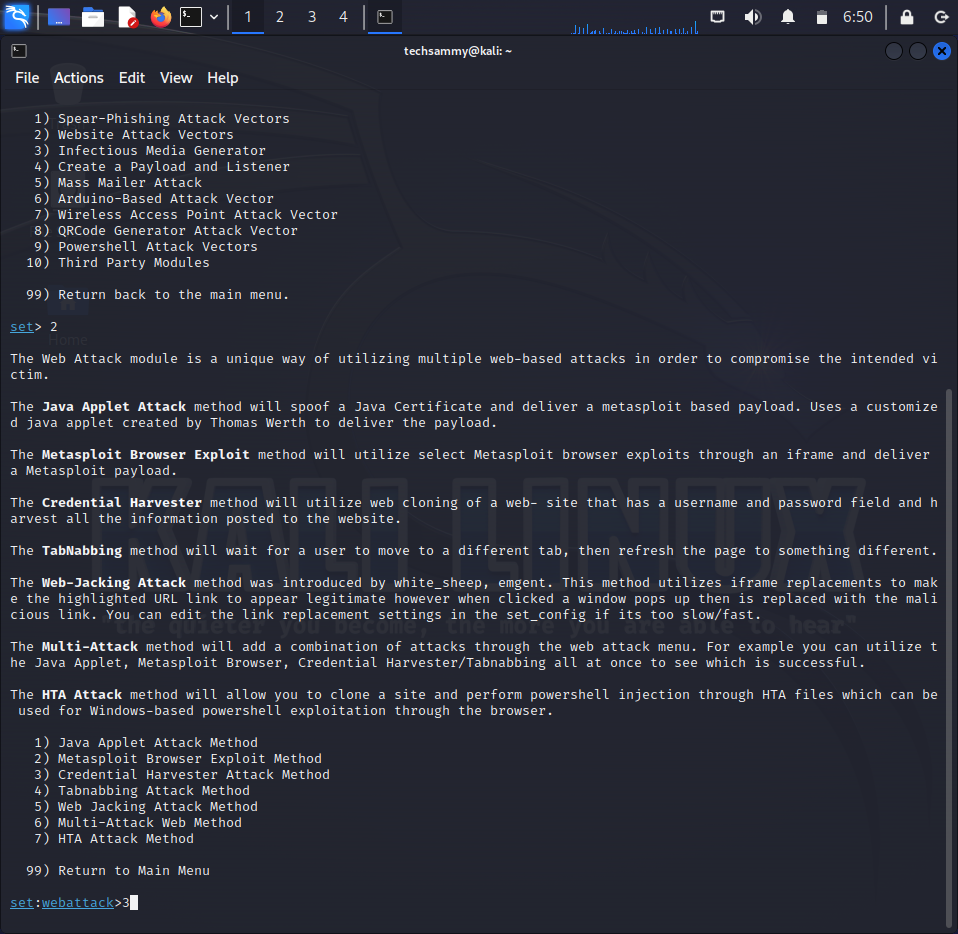 1 2 3 4 6:50
techsammy@kali: ~
File Actions Edit View Help
1) Spear-Phishing Attack Vectors
2) Website Attack Vectors
3) Infectious Media Generator
4) Create a Payload and Listener
5) Mass Mailer Attack
6) Arduino-Based Attack Vector
7) Wireless Access Point Attack Vector
8) QRCode Generator Attack Vector
9) Powershell Attack Vectors
10) Third Party Modules
99) Return back to the main menu.
set> 2
Home
The Web Attack module is a unique way of utilizing multiple web-based attacks in order to compromise the intended vi
ctim.
The Java Applet Attack method will spoof a Java Certificate and deliver a metasploit based payload. Uses a customize
d java applet created by Thomas Werth to deliver the payload.
The Metasploit Browser Exploit method will utilize select Metasploit browser exploits through an iframe and deliver
a Metasploit payload.
The Credential Harvester method will utilize web cloning of a web- site that has a username and password field and h
arvest all the information posted to the website.
KALI LINUX
The TabNabbing method will wait for a user to move to a different tab, then refresh the page to something different.
The Web-Jacking Attack method was introduced by white_sheep, emgent. This method utilizes iframe replacements to mak
e the highlighted URL link to appear legitimate however when clicked a window pops up then is replaced with the mali
cious link. You can edit the link replacement settings in the set_config if its too slow/fast.
"the quieter you become, the more you are able to hear"
The Multi-Attack method will add a combination of attacks through the web attack menu. For example you can utilize t
he Java Applet, Metasploit Browser, Credential Harvester/Tabnabbing all at once to see which is successful.
The HTA Attack method will allow you to clone a site and perform powershell injection through HTA files which can be
used for Windows-based powershell exploitation through the browser.
1) Java Applet Attack Method
2) Metasploit Browser Exploit Method
3) Credential Harvester Attack Method
4) Tabnabbing Attack Method
5) Web Jacking Attack Method
6) Multi-Attack Web Method
7) HTA Attack Method
99) Return to Main Menu
set:webattack>3